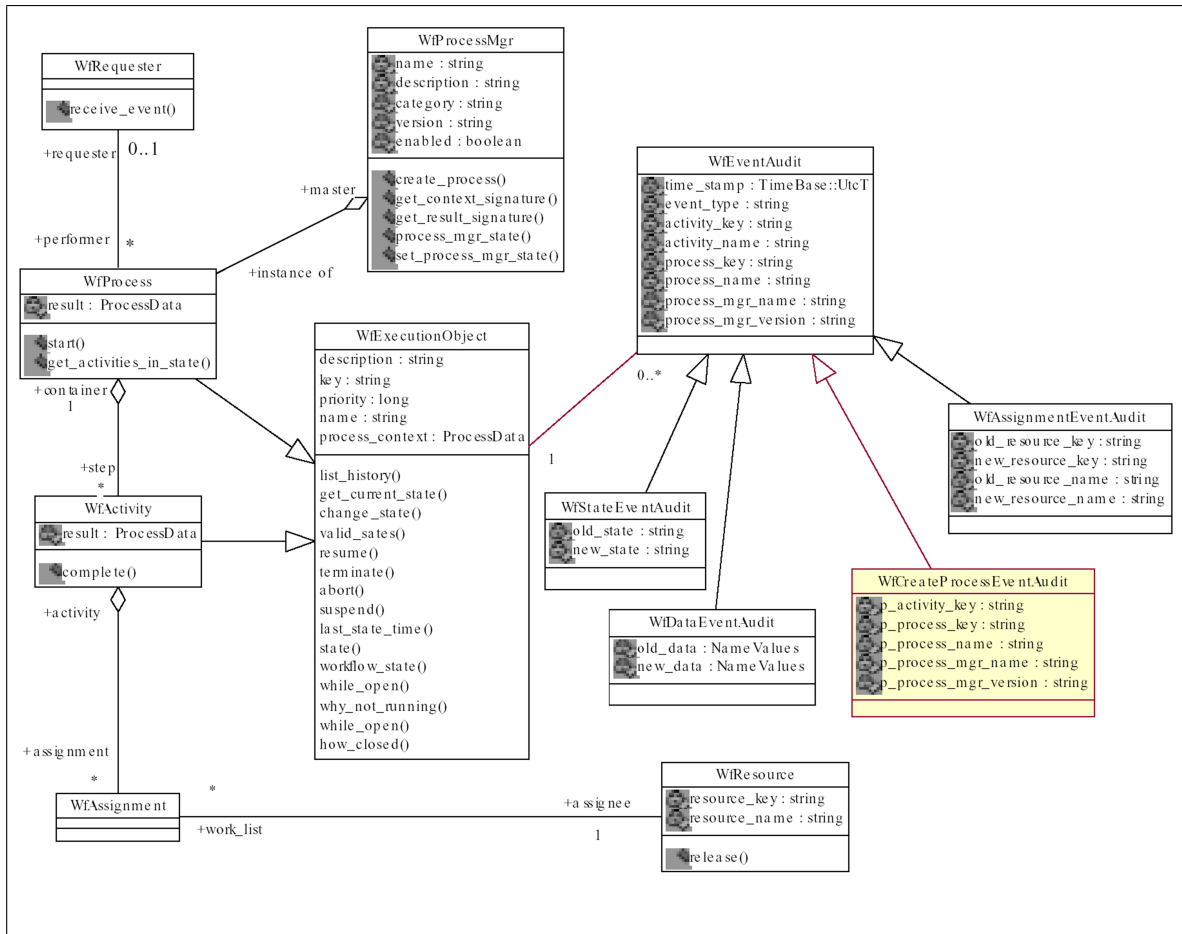 WfRequester
receive_event()
+requester
0..1
+performer
*
WfProcessMgr
name : string
description : string
category : string
version : string
enabled : boolean
create_process()
get_context_signature()
get_result_signature()
process_mgr_state()
set_process_mgr_state()
+master
+instance of
WfProcess
result : ProcessData
start()
get_activities_in_state()
+container
1
+step
*
WfActivity
result : ProcessData
complete()
+activity
+assignment
*
WfAssignment
*
+work_list
+assignee
1
WfExecutionObject
description : string
key : string
priority : long
name : string
process_context : ProcessData
list_history()
get_current_state()
change_state()
valid_sates()
resume()
terminate()
abort()
suspend()
last_state_time()
state()
workflow_state()
while_open()
why_not_running()
while_open()
how_closed()
1
0..*
WfEventAudit
time_stamp : TimeBase::UtcT
event_type : string
activity_key : string
activity_name : string
process_key : string
process_name : string
process_mgr_name : string
process_mgr_version : string
WfAssignmentEventAudit
old_resource_key : string
new_resource_key : string
old_resource_name : string
new_resource_name : string
WfStateEventAudit
old_state : string
new_state : string
WfCreateProcessEventAudit
p_activity_key : string
p_process_key : string
p_process_name : string
p_process_mgr_name : string
p_process_mgr_version : string
WfDataEventAudit
old_data : NameValues
new_data : NameValues
WfResource
resource_key : string
resource_name : string
release()